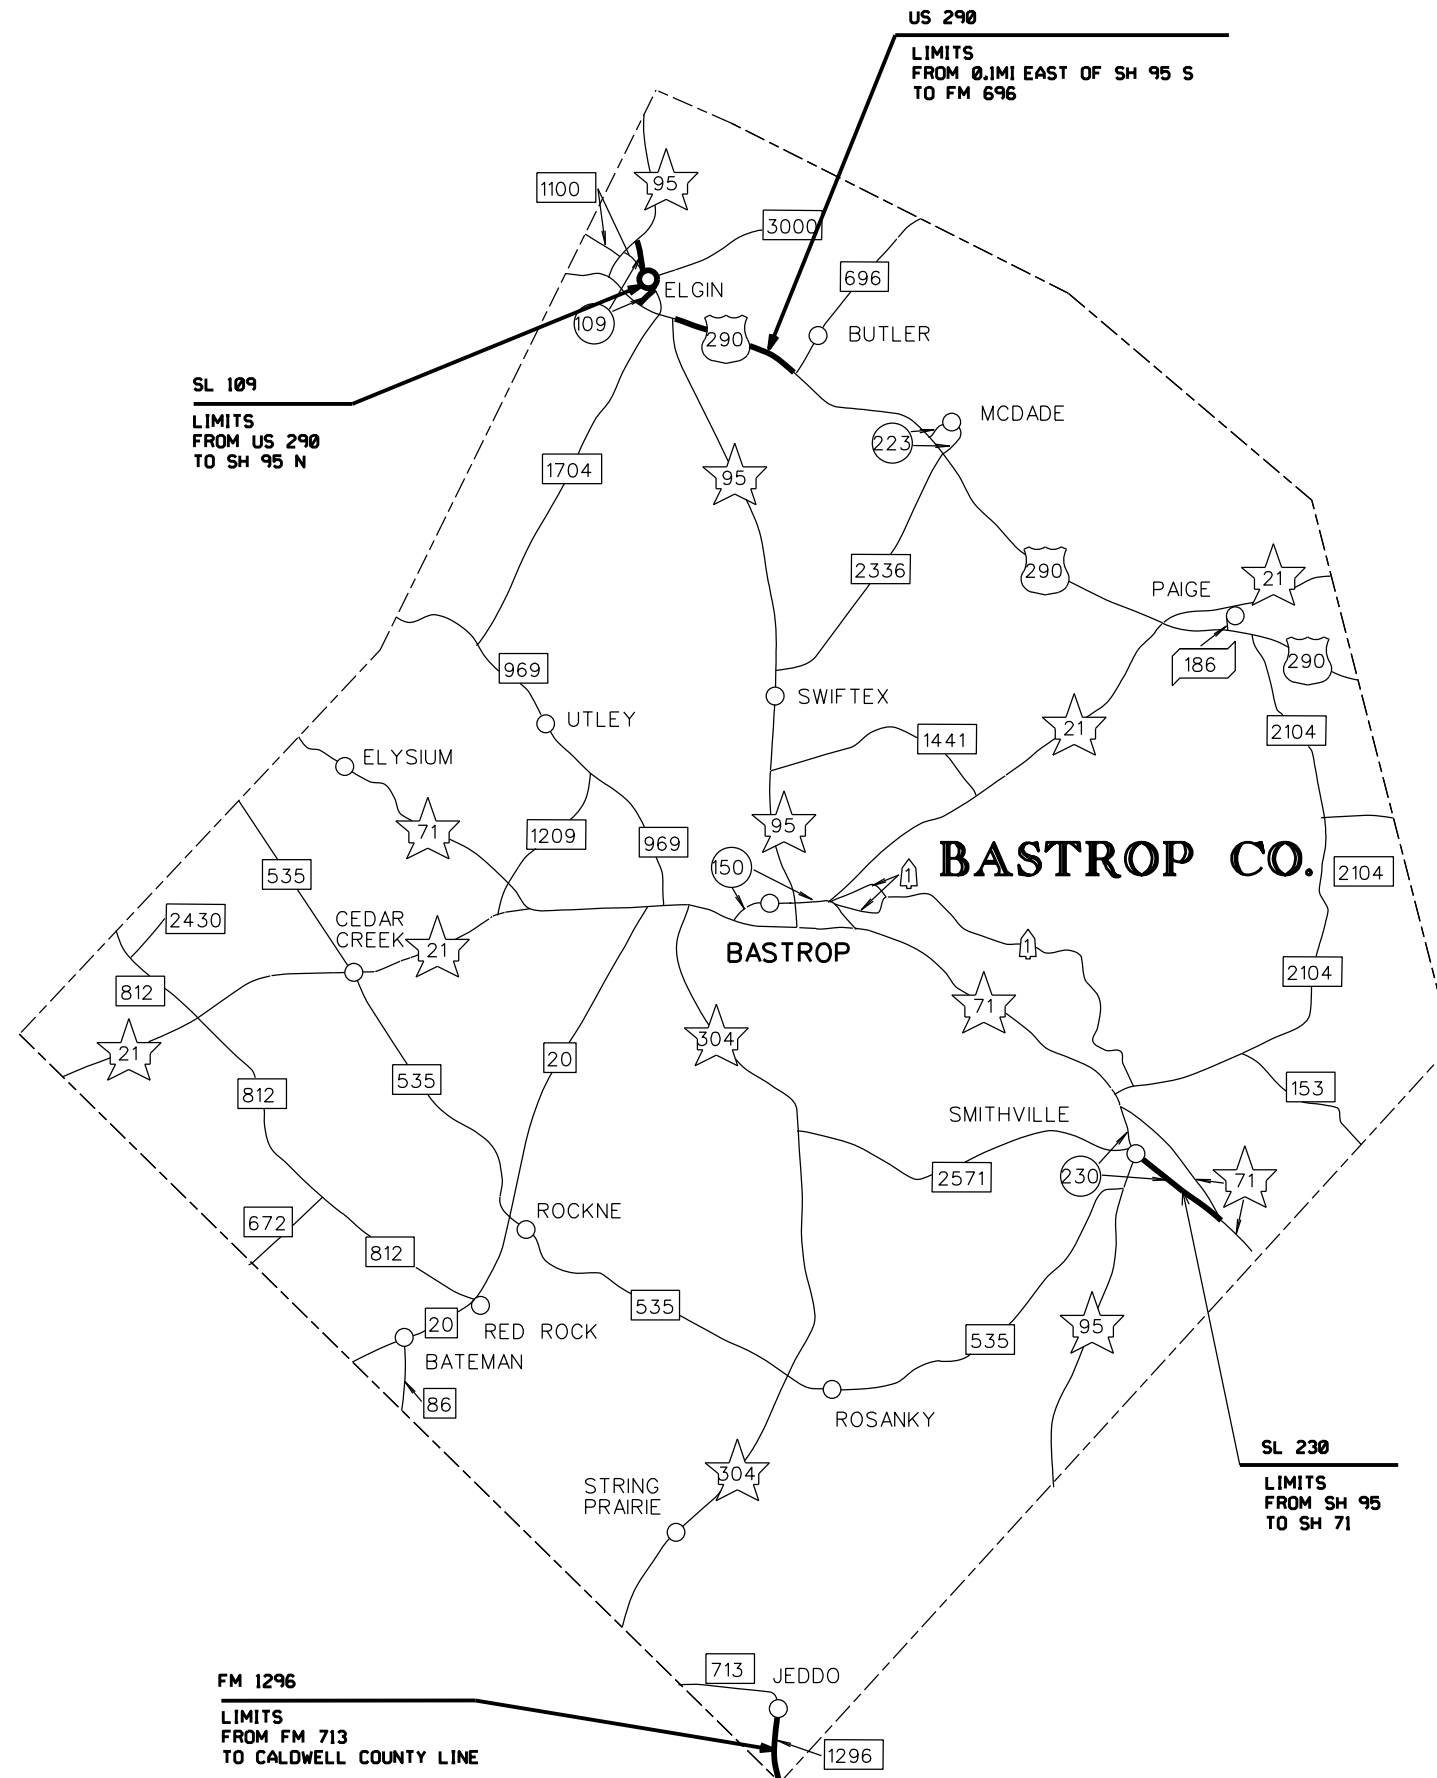 US 290
LIMITS
FROM 0.1MI EAST OF SH 95 S
TO FM 696
1100
95
3000
696
ELGIN
109
290
BUTLER
SL 109
LIMITS
FROM US 290
TO SH 95 N
MCDADE
223
1704
95
2336
290
PAIGE
21
186
290
969
UTLEY
SWIFTEX
21
2104
1441
ELYSIUM
71
1209
969
95
150
1
BASTROP CO.
2104
535
2430
CEDAR
CREEK
21
BASTROP
1
2104
812
71
21
304
20
535
812
153
SMITHVILLE
2571
230
71
672
ROCKNE
812
535
20
RED ROCK
BATEMAN
95
535
86
ROSANKY
SL 230
LIMITS
FROM SH 95
TO SH 71
STRING
PRAIRIE
304
713
JEDDO
FM 1296
LIMITS
FROM FM 713
TO CALDWELL COUNTY LINE
1296